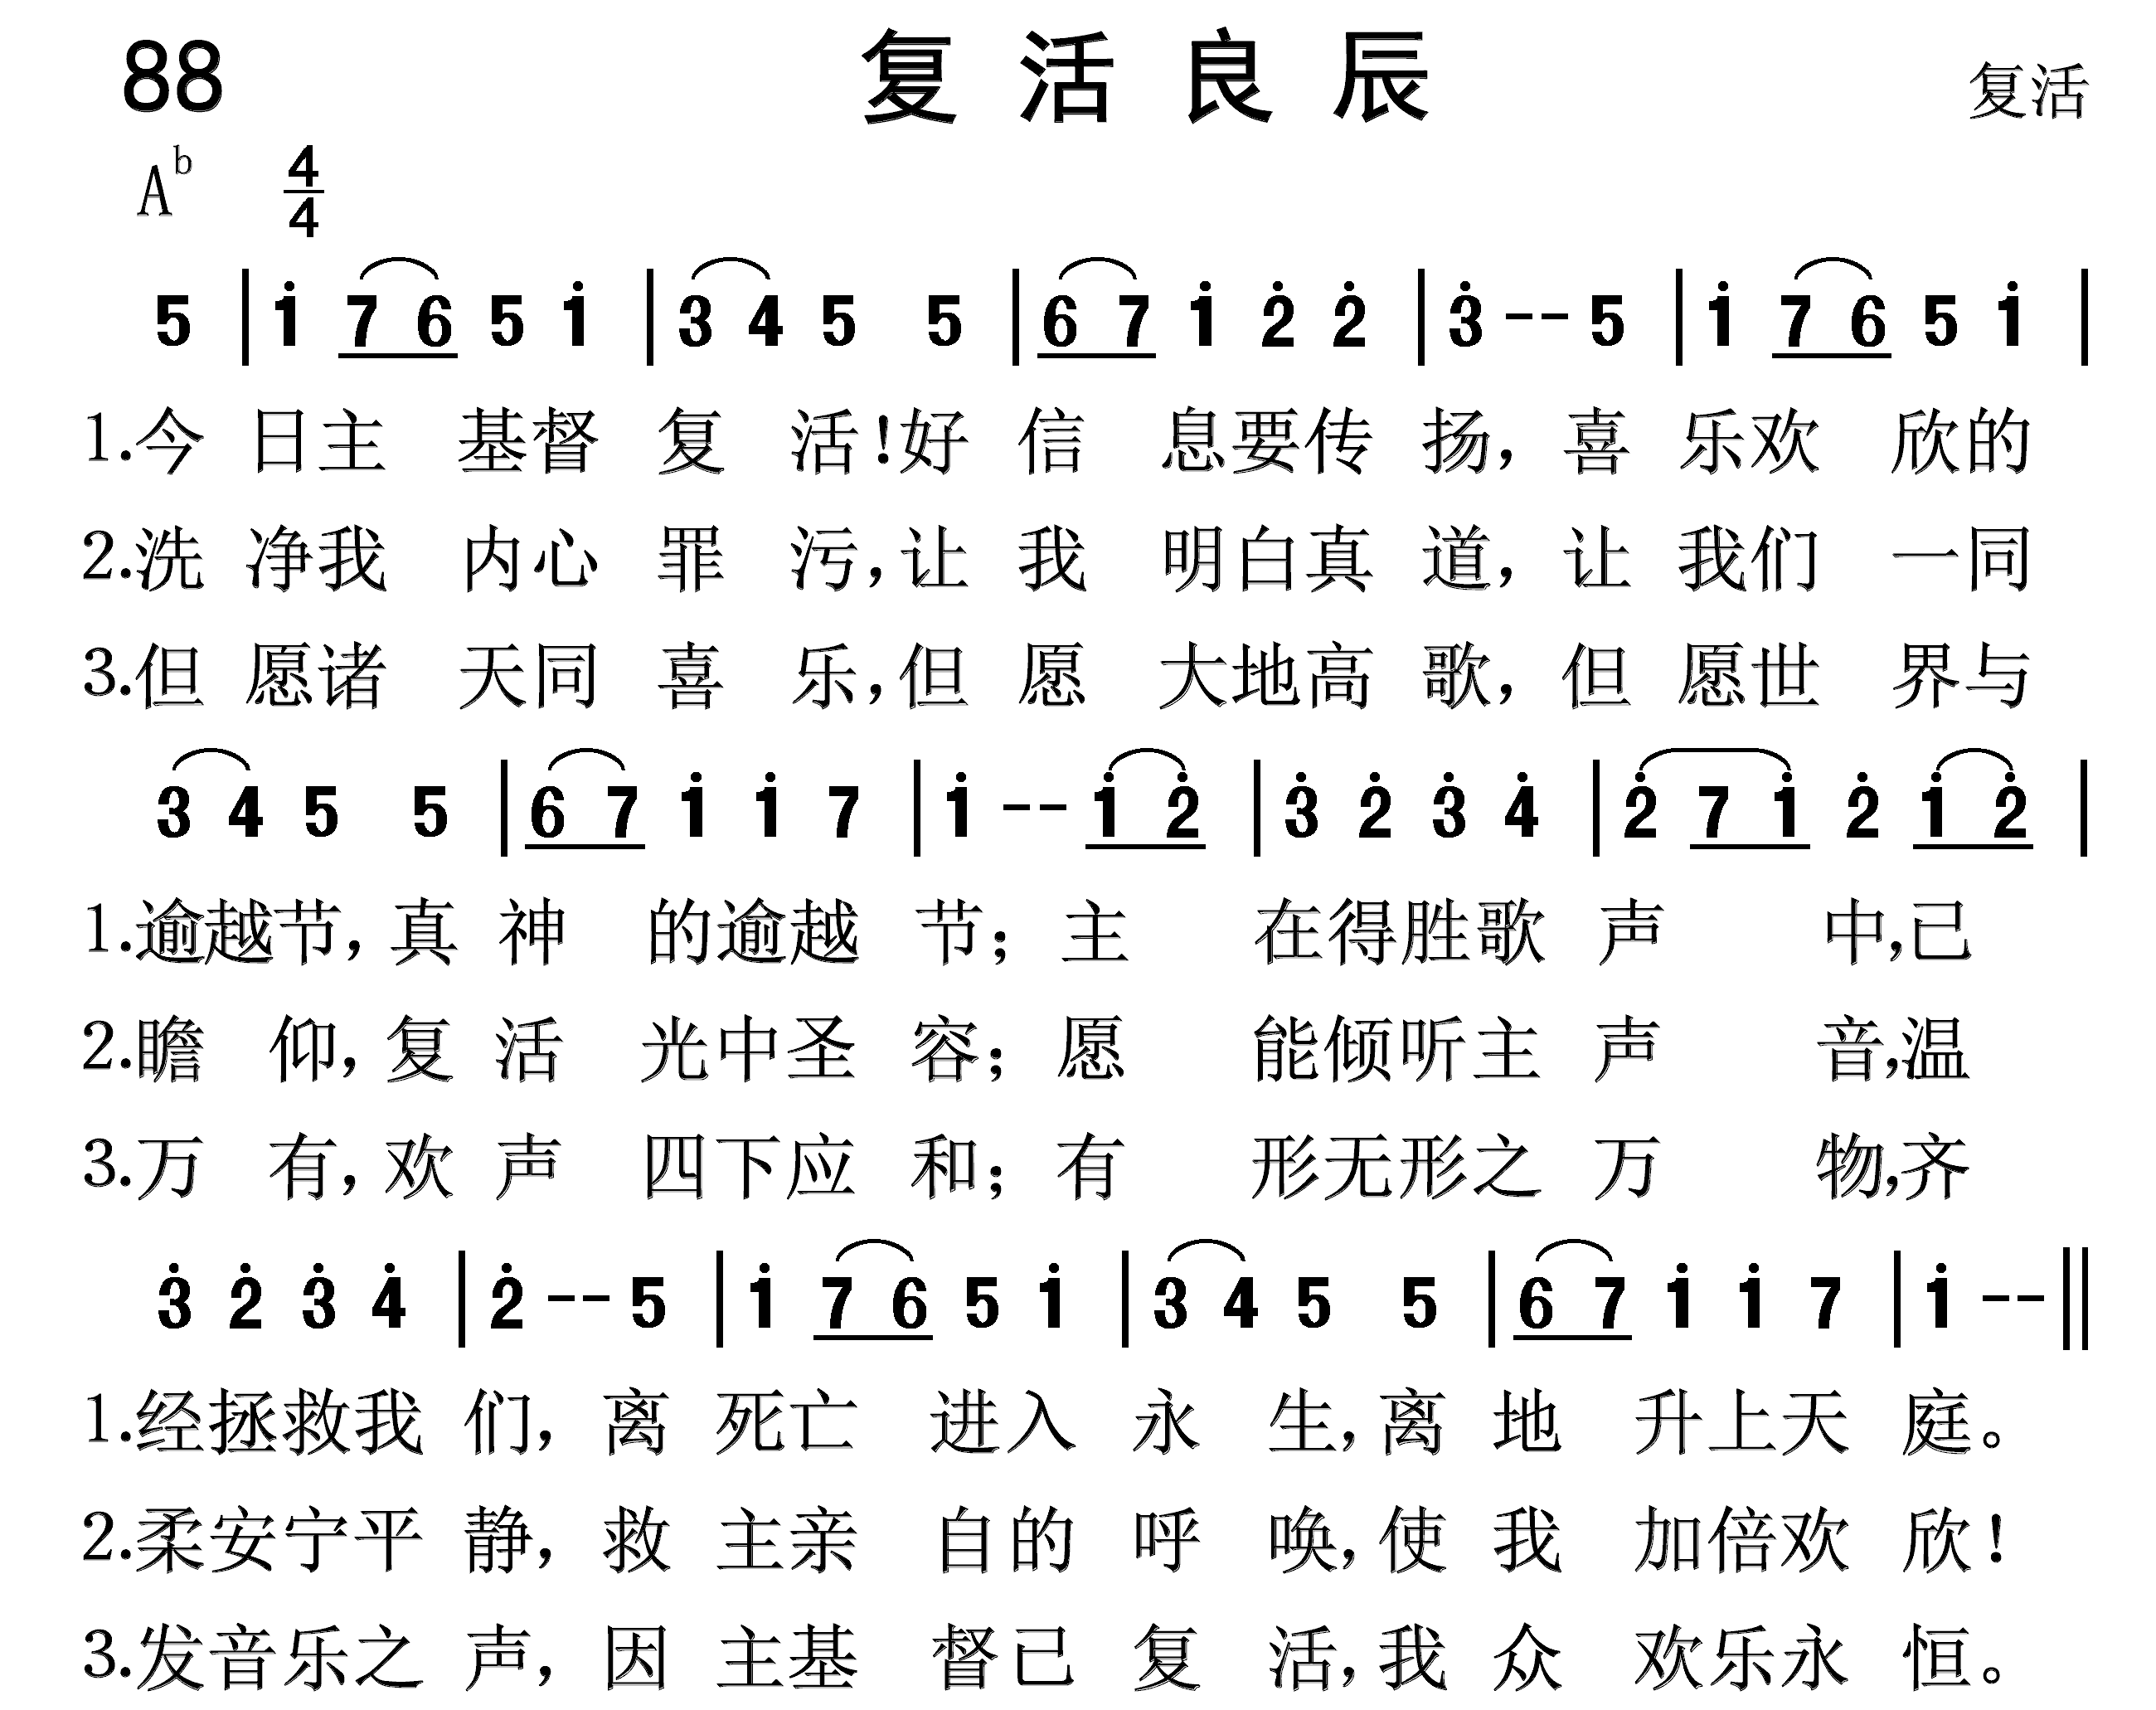 88 复活良辰 复活
A♭ 4/4
5 | i 7 6 5 i | 3 4 5 5 | 6 7 i 2̇ 2̇ | 3̇ - - 5 | i 7 6 5 i |
1.今日主基督复活!好信息要传扬，喜乐欢欣的
2.洗净我内心罪污,让我明白真道，让我们一同
3.但愿诸天同喜乐,但愿大地高歌，但愿世界与
3 4 5 5 | 6 7 i i 7 | i - - i 2̇ | 3̇ 2̇ 3̇ 4̇ | 2̇ 7 i 2̇ i 2̇ |
1.逾越节，真神的逾越节；主在得胜歌声中,已
2.瞻仰，复活光中圣容；愿能倾听主声音,温
3.万有，欢声四下应和；有形无形之万物,齐
3̇ 2̇ 3̇ 4̇ | 2̇ - - 5 | i 7 6 5 i | 3 4 5 5 | 6 7 i i 7 | i - - ‖
1.经拯救我们，离死亡进入永生,离地升上天庭。
2.柔安宁平静，救主亲自的呼唤,使我加倍欢欣!
3.发音乐之声，因主基督已复活,我众欢乐永恒。